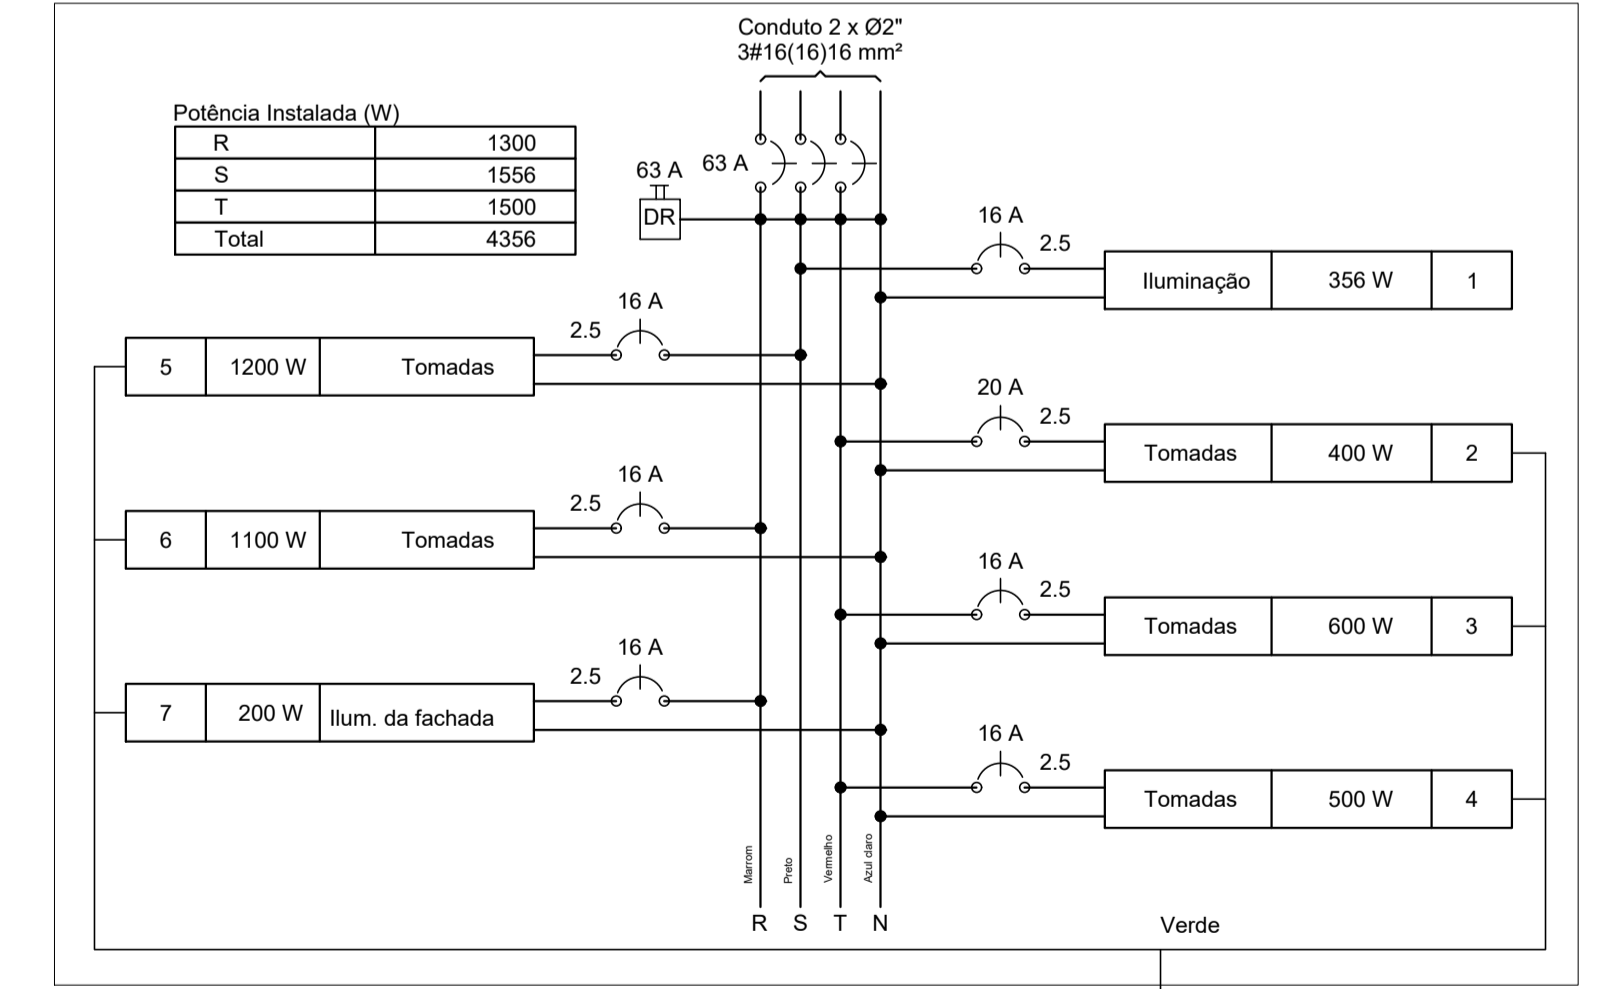 Conduto 2 x Ø2"
3#16(16)16 mm²
Potência Instalada (W)
R 1300
S 1556
T 1500
Total 4356
63 A
63 A
DR
16 A
2.5
Iluminação 356 W 1
16 A
2.5
5 1200 W Tomadas
20 A
2.5
Tomadas 400 W 2
16 A
2.5
6 1100 W Tomadas
16 A
2.5
Tomadas 600 W 3
16 A
2.5
7 200 W Ilum. da fachada
16 A
2.5
Tomadas 500 W 4
Marrom
Preto
Vermelho
Azul claro
R S T N
Verde